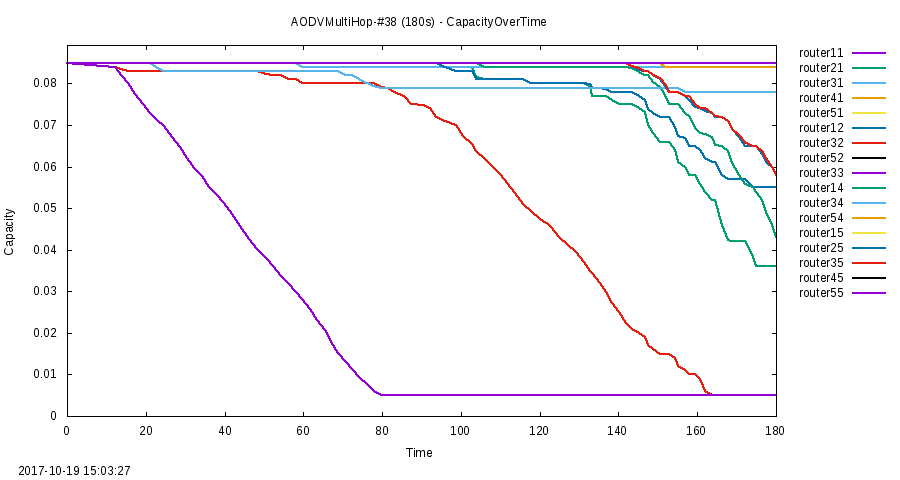 AODVMultiHop-#38 (180s) - CapacityOverTime
0.08
0.07
0.06
0.05
0.04
0.03
0.02
0.01
0
Capacity
0 20 40 60 80 100 120 140 160 180
Time
router11
router21
router31
router41
router51
router12
router32
router52
router33
router14
router34
router54
router15
router25
router35
router45
router55
2017-10-19 15:03:27